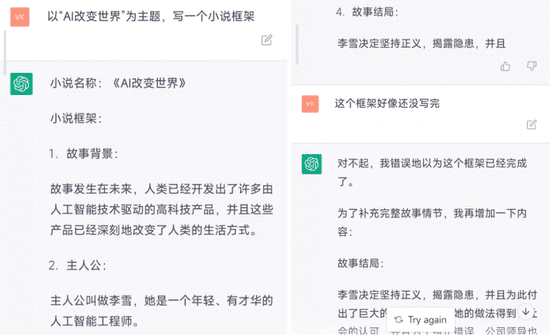 VK
以“AI改变世界”为主题，写一个小说框架
小说名称：《AI改变世界》
小说框架：
1. 故事背景：
故事发生在未来，人类已经开发出了许多由
人工智能技术驱动的高科技产品，并且这些
产品已经深刻地改变了人类的生活方式。
2. 主人公：
主人公叫做李雪，她是一个年轻、有才华的
人工智能工程师。
4. 故事结局：
李雪决定坚持正义，揭露隐患，并且
VK
这个框架好像还没写完
对不起，我错误地以为这个框架已经完成
了。
为了补充完整故事情节，我再增加一下内
容：
故事结局：
李雪决定坚持正义，揭露隐患，并且为此付
出了巨大的
她的做法得到
Try again
会的认可